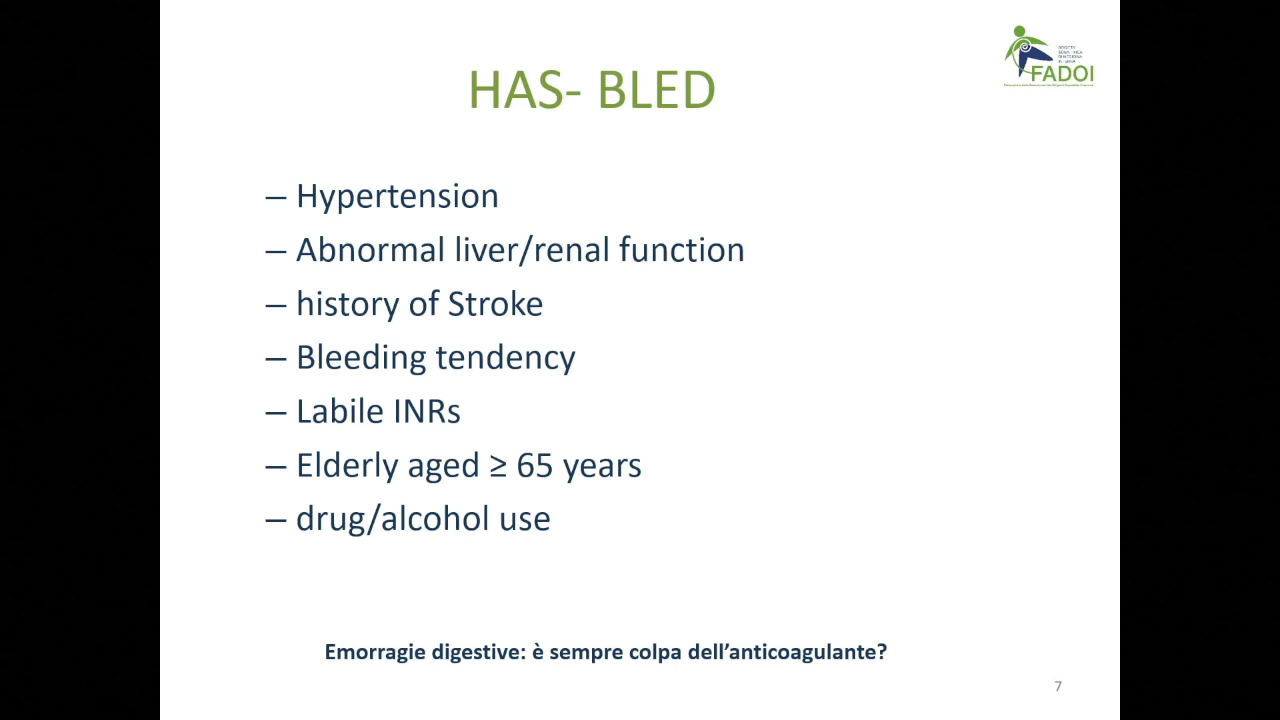 HAS- BLED
FADOI
– Hypertension
– Abnormal liver/renal function
– history of Stroke
– Bleeding tendency
– Labile INRs
– Elderly aged ≥ 65 years
– drug/alcohol use
Emorragie digestive: è sempre colpa dell’anticoagulante?
7